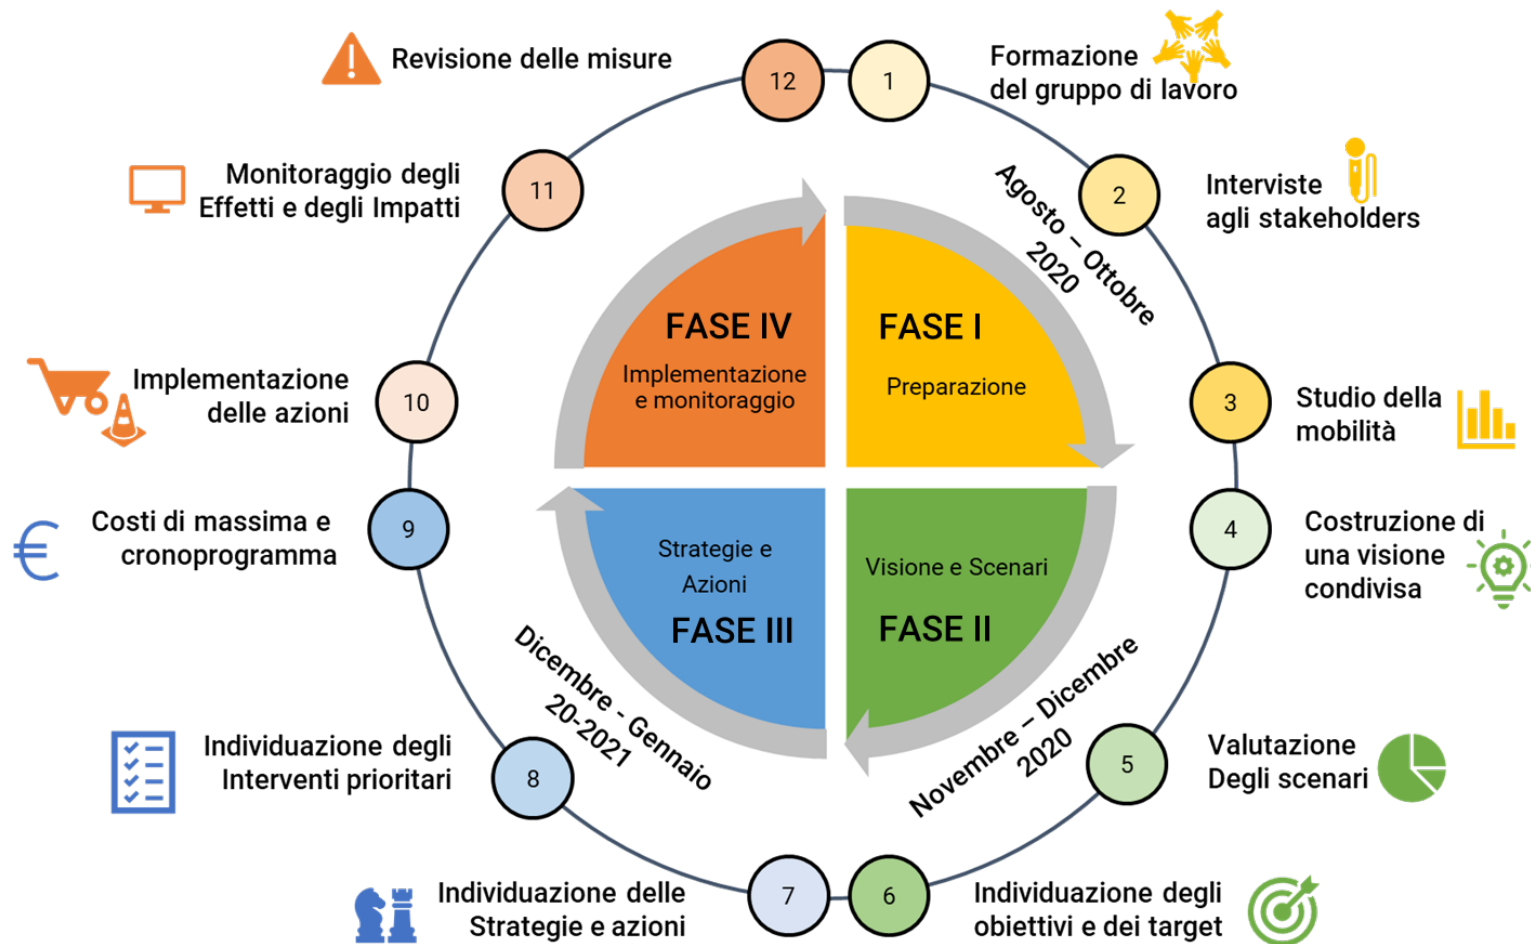 12
Revisione delle misure
1
Formazione
del gruppo di lavoro
2
Interviste
agli stakeholders
Agosto – Ottobre
2020
3
Studio della
mobilità
4
Costruzione di
una visione
condivisa
5
Valutazione
Degli scenari
Novembre – Dicembre
2020
6
Individuazione degli
obiettivi e dei target
7
Individuazione delle
Strategie e azioni
8
Individuazione degli
Interventi prioritari
Dicembre - Gennaio
20-2021
9
Costi di massima e
cronoprogramma
10
Implementazione
delle azioni
11
Monitoraggio degli
Effetti e degli Impatti
FASE I
Preparazione
Visione e Scenari
FASE II
Strategie e
Azioni
FASE III
FASE IV
Implementazione
e monitoraggio